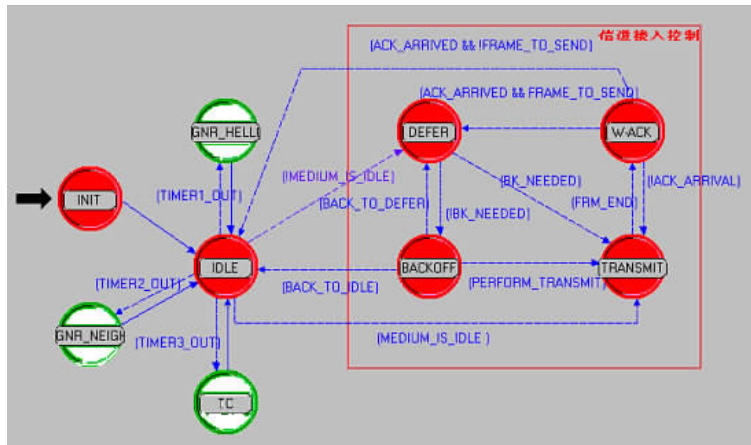 信道接入控制
(ACK_ARRIVED && !FRAME_TO_SEND)
(ACK_ARRIVED && FRAME_TO_SEND)
GNR_HELL
DEFER
W-ACK
(!MEDIUM_IS_IDLE)
(BK_NEEDED)
(!ACK_ARRIVAL)
INIT
(TIMER1_OUT)
(BACK_TO_DEFER)
(!BK_NEEDED)
(FRM_END)
IDLE
BACKOFF
TRANSMIT
(TIMER2_OUT)
(BACK_TO_IDLE)
(PERFORM_TRANSMIT)
GNR_NEIGH
(TIMER3_OUT)
(MEDIUM_IS_IDLE )
TC